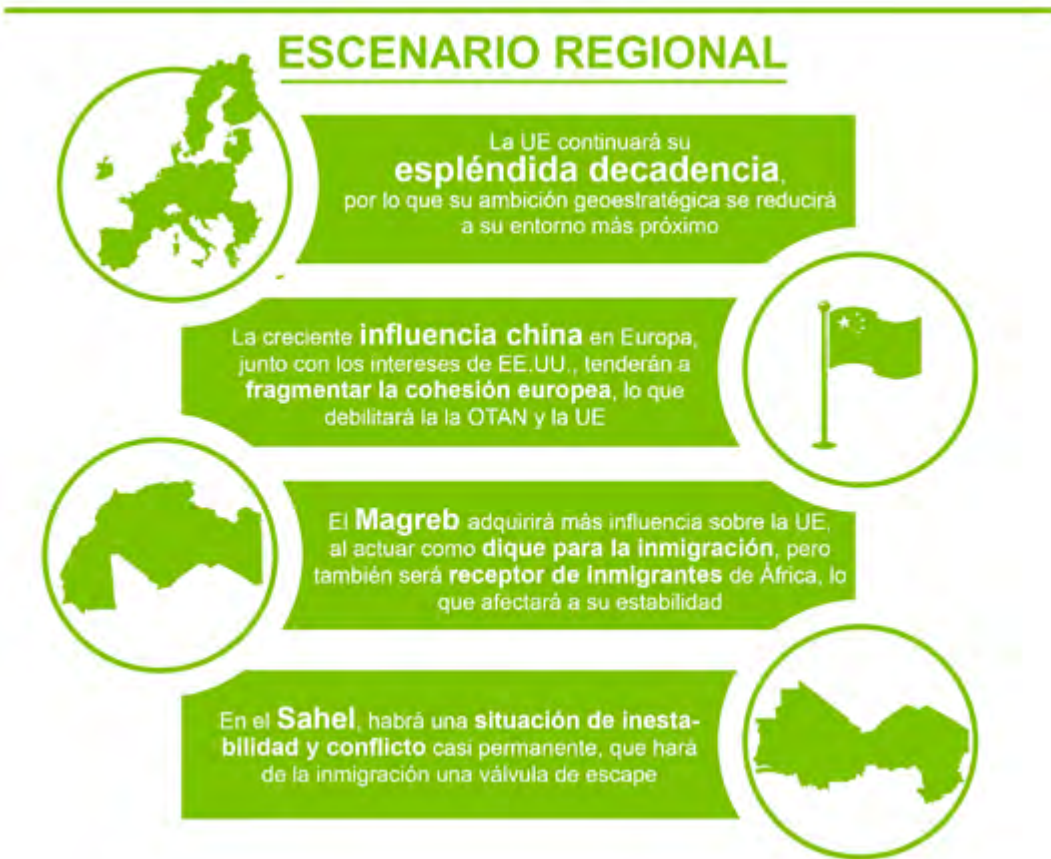 ESCENARIO REGIONAL
La UE continuará su
espléndida decadencia,
por lo que su ambición geoestratégica se reducirá
a su entorno más próximo
La creciente influencia china en Europa,
junto con los intereses de EE.UU., tenderán a
fragmentar la cohesión europea, lo que
debilitará la la OTAN y la UE
El Magreb adquirirá más influencia sobre la UE,
al actuar como dique para la inmigración, pero
también será receptor de inmigrantes de África, lo
que afectará a su estabilidad
En el Sahel, habrá una situación de inesta-
bilidad y conflicto casi permanente, que hará
de la inmigración una válvula de escape